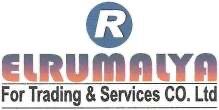 R
ELRUMALYA
For Trading & Services CO. Ltd